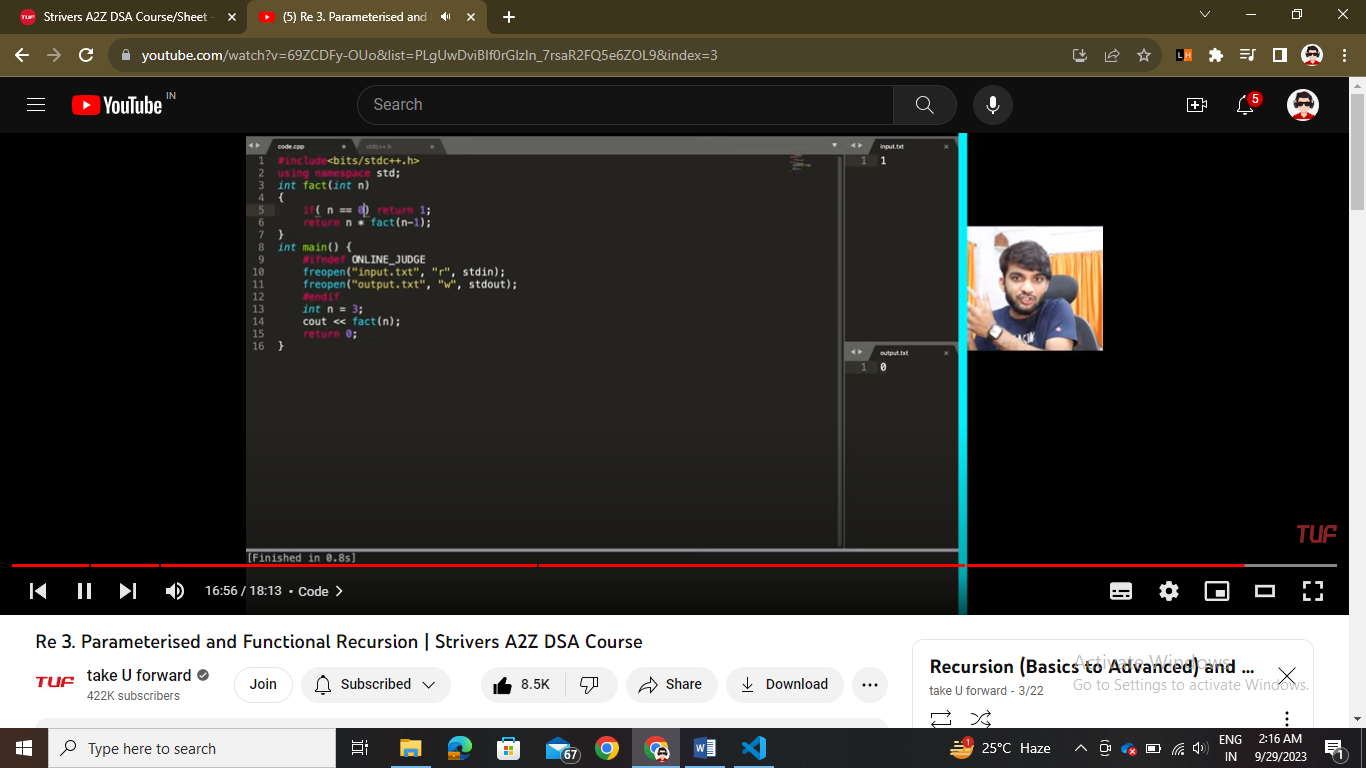 TUF Strivers A2Z DSA Course/Sheet -
(5) Re 3. Parameterised and
youtube.com/watch?v=69ZCDFy-OUo&list=PLgUwDviBIf0rGlzIn_7rsaR2FQ5e6ZOL9&index=3
LH
YouTube IN
Search
5
code.cpp
stdc++.h
1 #include<bits/stdc++.h>
2 using namespace std;
3 int fact(int n)
4 {
5 if( n == 0) return 1;
6 return n * fact(n-1);
7 }
8 int main() {
9 #ifndef ONLINE_JUDGE
10 freopen("input.txt", "r", stdin);
11 freopen("output.txt", "w", stdout);
12 #endif
13 int n = 3;
14 cout << fact(n);
15 return 0;
16 }
input.txt
1 1
output.txt
1 0
[Finished in 0.8s]
TUF
16:56 / 18:13 • Code
Re 3. Parameterised and Functional Recursion | Strivers A2Z DSA Course
TUF
take U forward
422K subscribers
Join
Subscribed
8.5K
Share
Download
Recursion (Basics to Advanced) and ...
take U forward - 3/22
Activate Windows
Go to Settings to activate Windows.
Type here to search
67
1
25°C Haze
ENG
IN
2:16 AM
9/29/2023
1